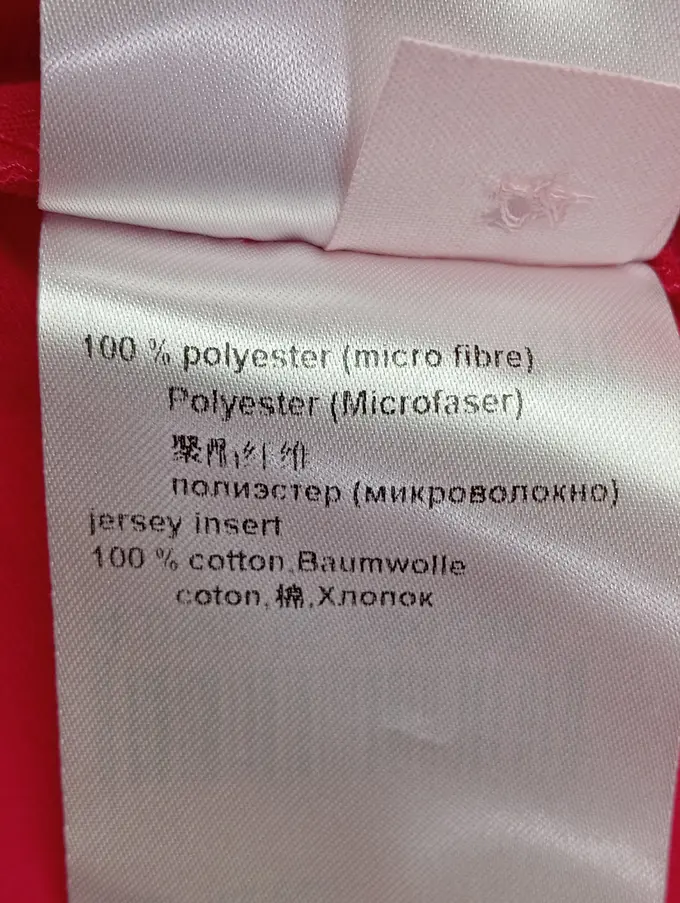 100 % polyester (micro fibre)
Polyester (Microfaser)
聚酯纤维
полиэстер (микроволокно)
jersey insert
100 % cotton,Baumwolle
coton,棉,Хлопок